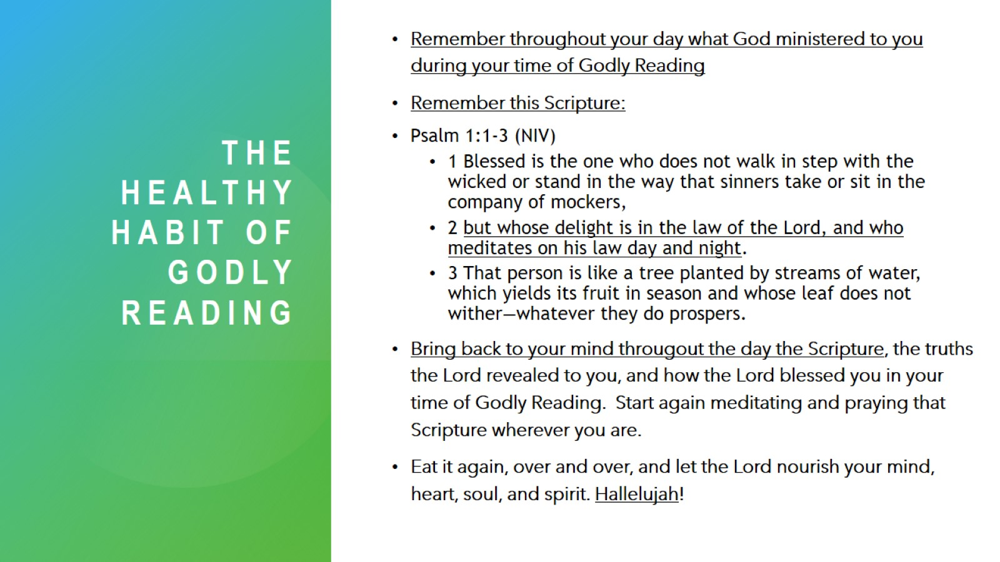 THE
HEALTHY
HABIT OF
GODLY
READING
• Remember throughout your day what God ministered to you
during your time of Godly Reading
• Remember this Scripture:
• Psalm 1:1-3 (NIV)
• 1 Blessed is the one who does not walk in step with the
wicked or stand in the way that sinners take or sit in the
company of mockers,
• 2 but whose delight is in the law of the Lord, and who
meditates on his law day and night.
• 3 That person is like a tree planted by streams of water,
which yields its fruit in season and whose leaf does not
wither—whatever they do prospers.
• Bring back to your mind througout the day the Scripture, the truths
the Lord revealed to you, and how the Lord blessed you in your
time of Godly Reading.  Start again meditating and praying that
Scripture wherever you are.
• Eat it again, over and over, and let the Lord nourish your mind,
heart, soul, and spirit. Hallelujah!